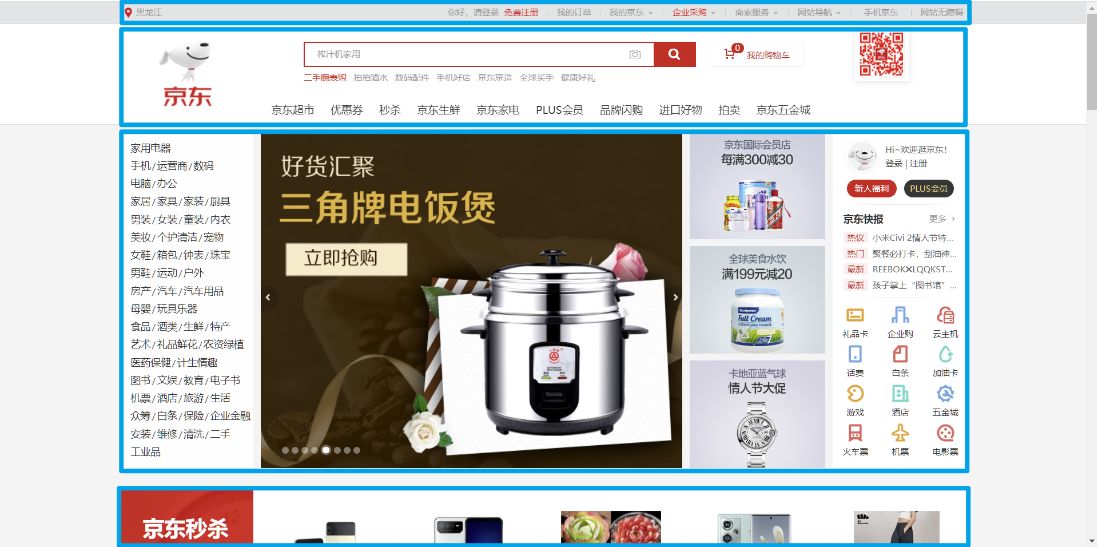 黑龙江
你好，请登录 免费注册 我的订单 我的京东 企业采购 商家服务 网站导航 手机京东 网站无障碍
京东
榨汁机家用
0 我的购物车
二手腕表购 拍拍酒水 数码配件 手机好店 京东京造 全球买手 健康好礼
京东超市 优惠券 秒杀 京东生鲜 京东家电 PLUS会员 品牌闪购 进口好物 拍卖 京东五金城
家用电器
手机/运营商/数码
电脑/办公
家居/家具/家装/厨具
男装/女装/童装/内衣
美妆/个护清洁/宠物
女鞋/箱包/钟表/珠宝
男鞋/运动/户外
房产/汽车/汽车用品
母婴/玩具乐器
食品/酒类/生鲜/特产
艺术/礼品鲜花/农资绿植
医药保健/计生情趣
图书/文娱/教育/电子书
机票/酒店/旅游/生活
众筹/白条/保险/企业金融
安装/维修/清洗/二手
工业品
好货汇聚
三角牌电饭煲
立即抢购
京东国际会员店
每满300减30
全球美食水饮
满199元减20
Full Cream
卡地亚蓝气球
情人节大促
Hi~欢迎逛京东!
登录 | 注册
新人福利 PLUS会员
京东快报 更多 >
热议 小米Civi 2情人节特...
热门 聚餐必打卡，刮油神...
最新 REEBOK×LQQKST...
最新 孩子掌上“图书馆” ...
礼品卡 企业购 云主机
话费 白条 加油卡
游戏 酒店 五金城
火车票 机票 电影票
京东秒杀